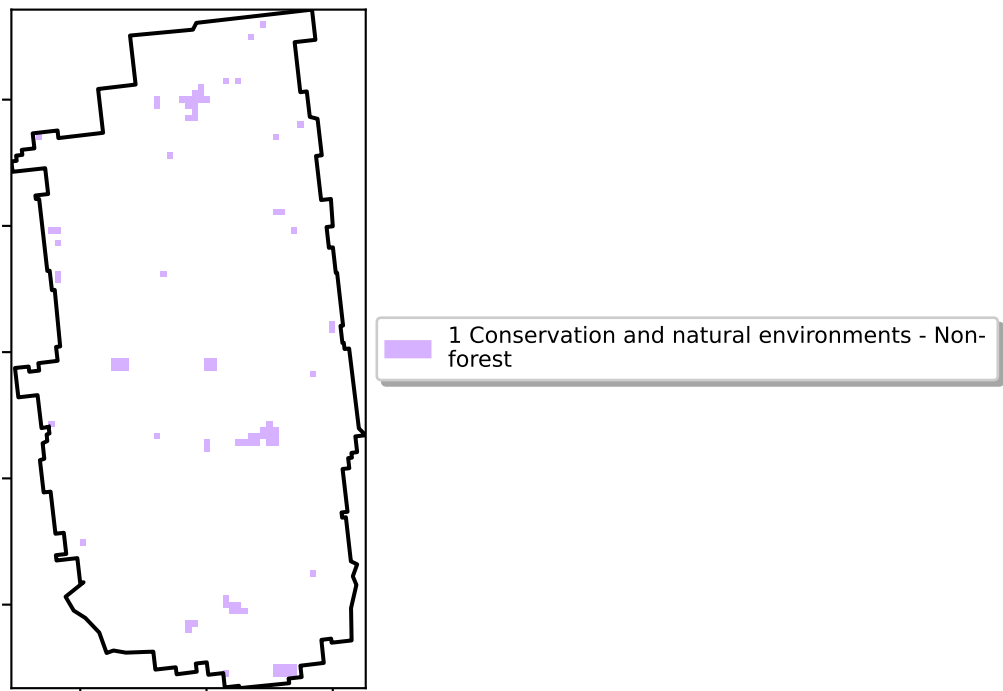 1 Conservation and natural environments - Non-
forest